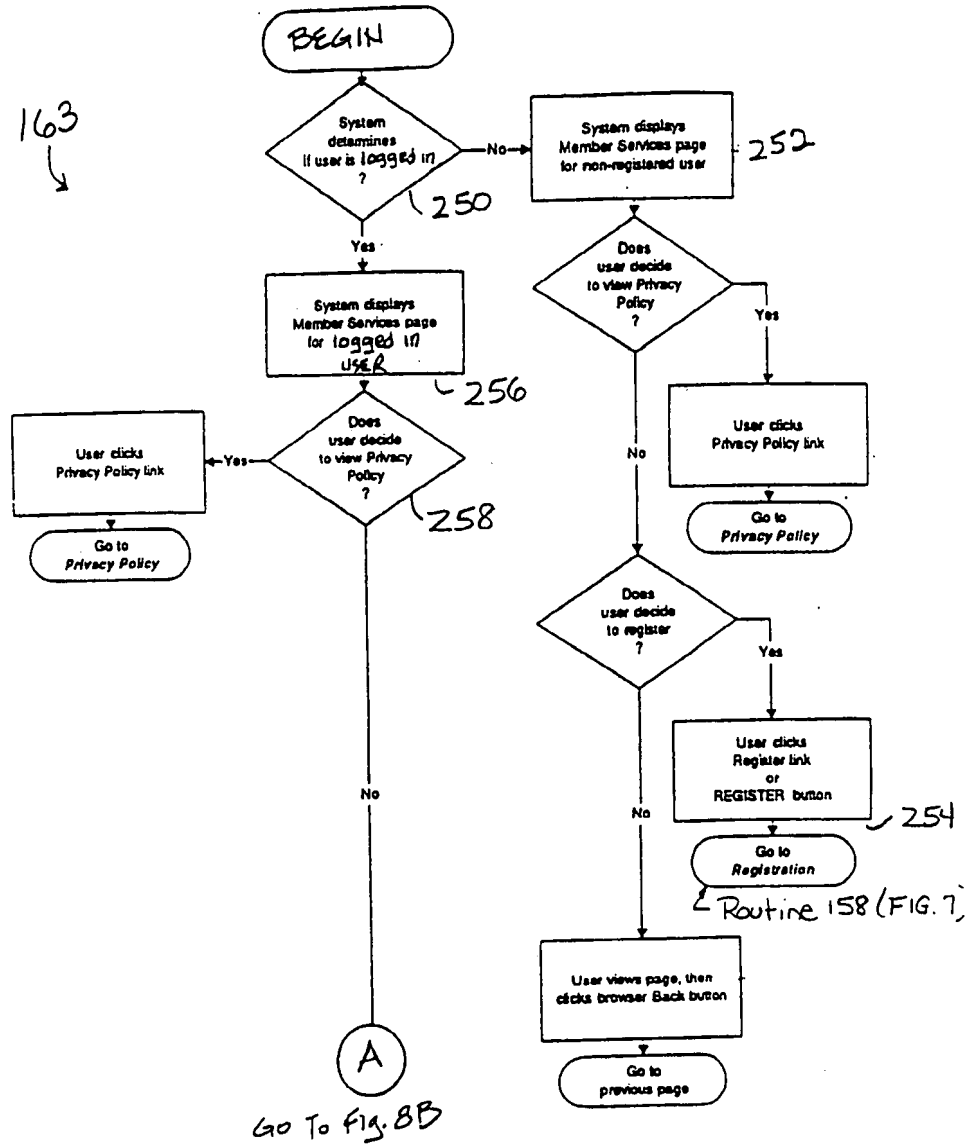 BEGIN
163
System
determines
if user is logged in
?
No
250
System displays
Member Services page
for non-registered user
252
Yes
System displays
Member Services page
for logged in
USER
256
Does
user decide
to view Privacy
Policy
?
Yes
User clicks
Privacy Policy link
Go to
Privacy Policy
Does
user decide
to view Privacy
Policy
?
258
Yes
User clicks
Privacy Policy link
Go to
Privacy Policy
No
Does
user decide
to register
?
Yes
User clicks
Register link
or
REGISTER button
254
Go to
Registration
Routine 158 (FIG. 7)
No
No
User views page, then
clicks browser Back button
Go to
previous page
A
Go To Fig. 8B